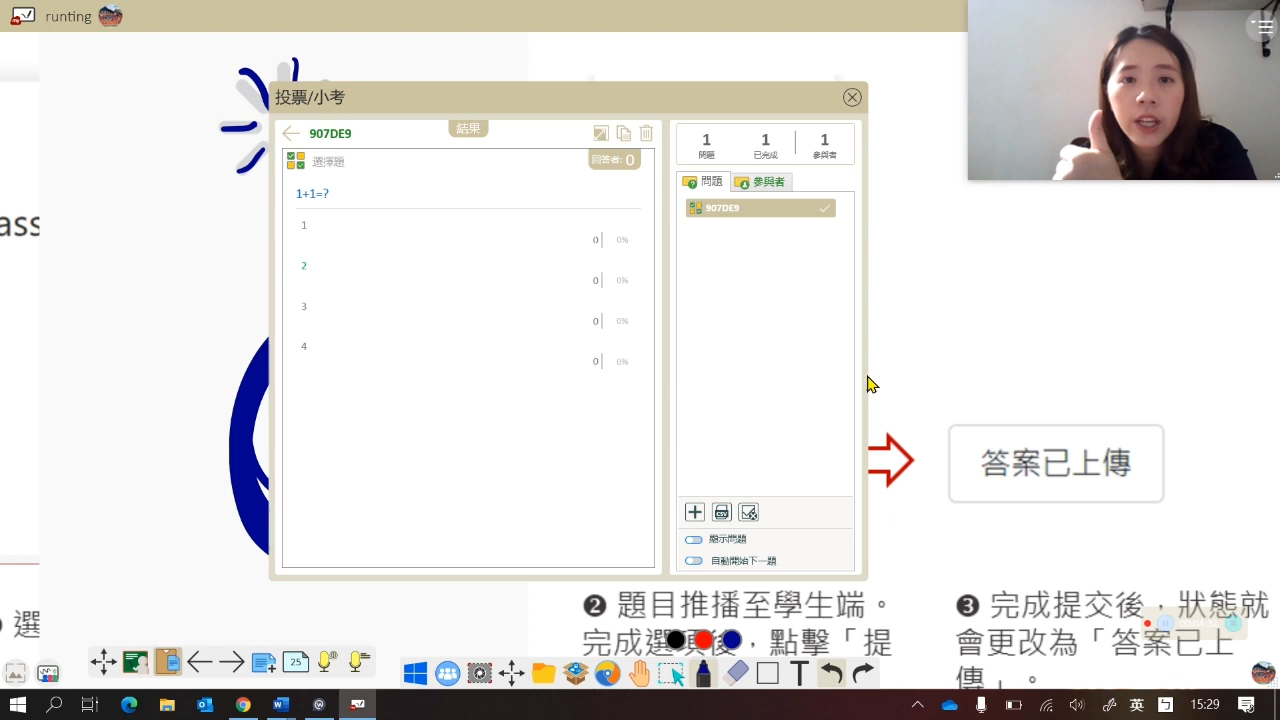 runting
ass
投票/小考
907DE9
結果
選擇題
回答者: 0
1+1=?
1
0 0%
2
0 0%
3
0 0%
4
0 0%
1 1 1
問題 已完成 參與者
問題 參與者
907DE9
CSV
顯示問題
自動開始下一題
答案已上傳
選
❷ 題目推播至學生端。
完成選項後，點擊「提
❸ 完成提交後，狀態就
會更改為「答案已上
傳」。
25
T
英
15:29